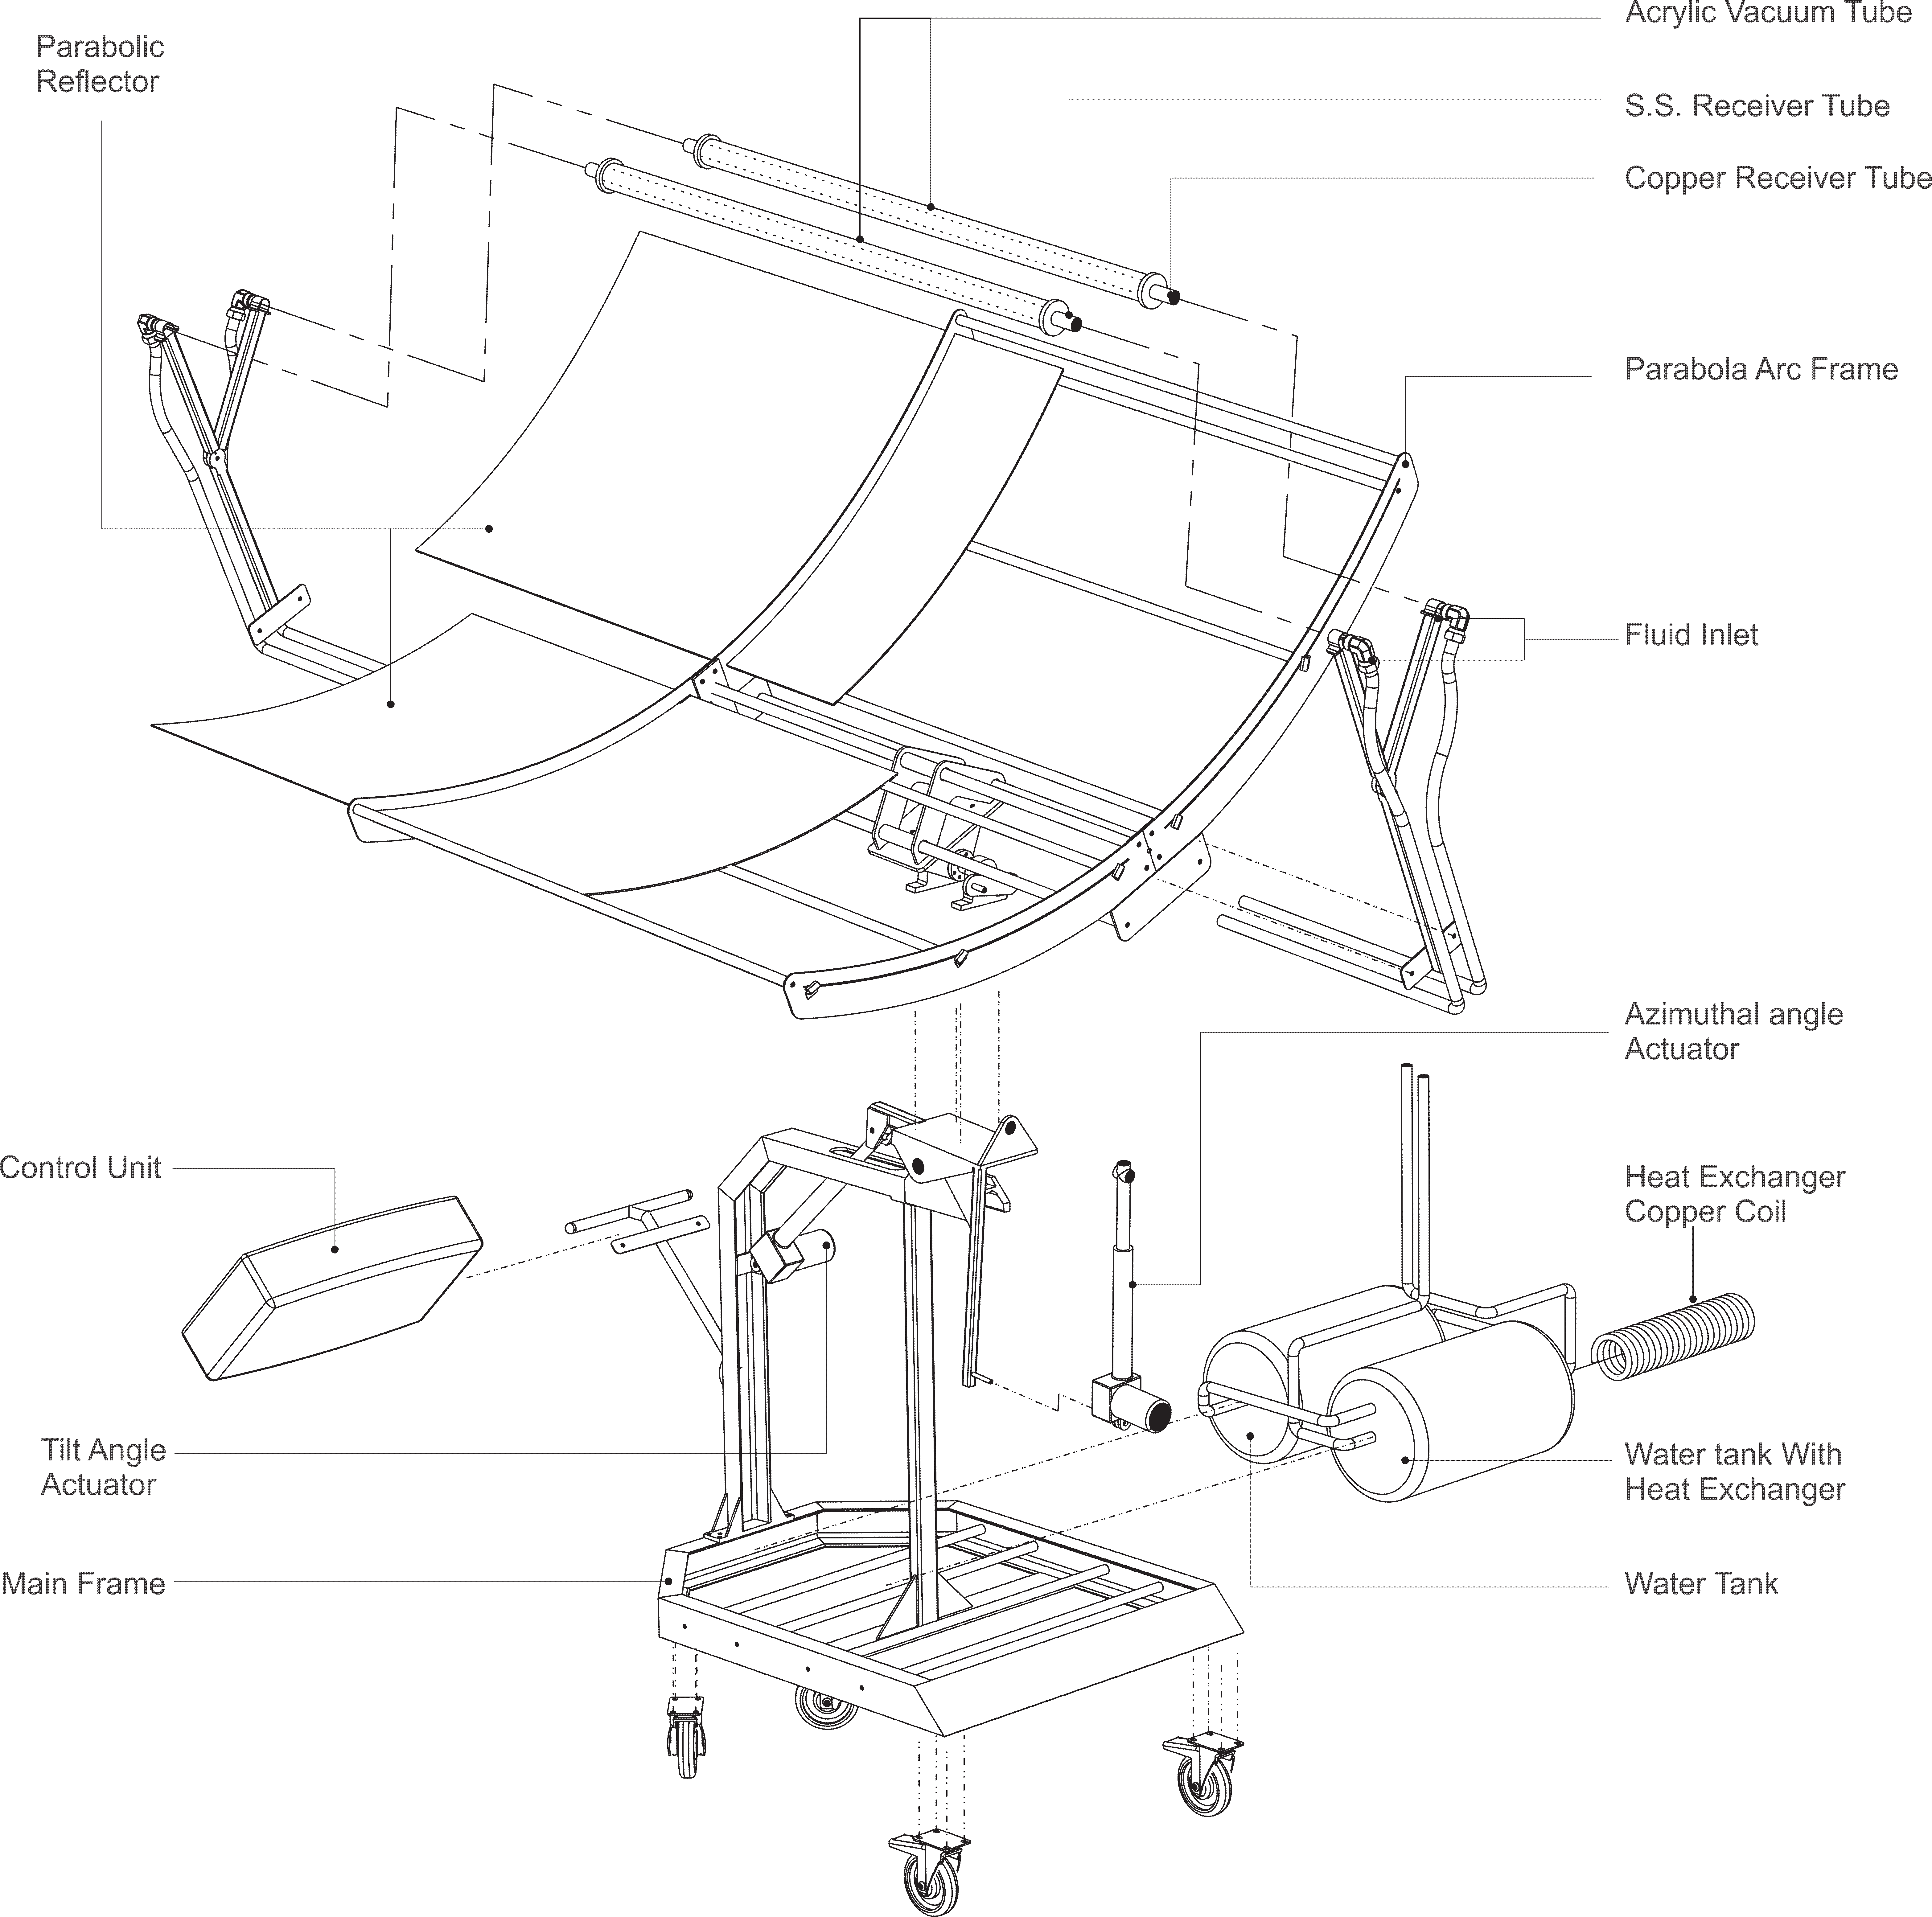 Acrylic Vacuum Tube
Parabolic
Reflector
S.S. Receiver Tube
Copper Receiver Tube
Parabola Arc Frame
Fluid Inlet
Azimuthal angle
Actuator
Control Unit
Heat Exchanger
Copper Coil
Tilt Angle
Actuator
Water tank With
Heat Exchanger
Main Frame
Water Tank